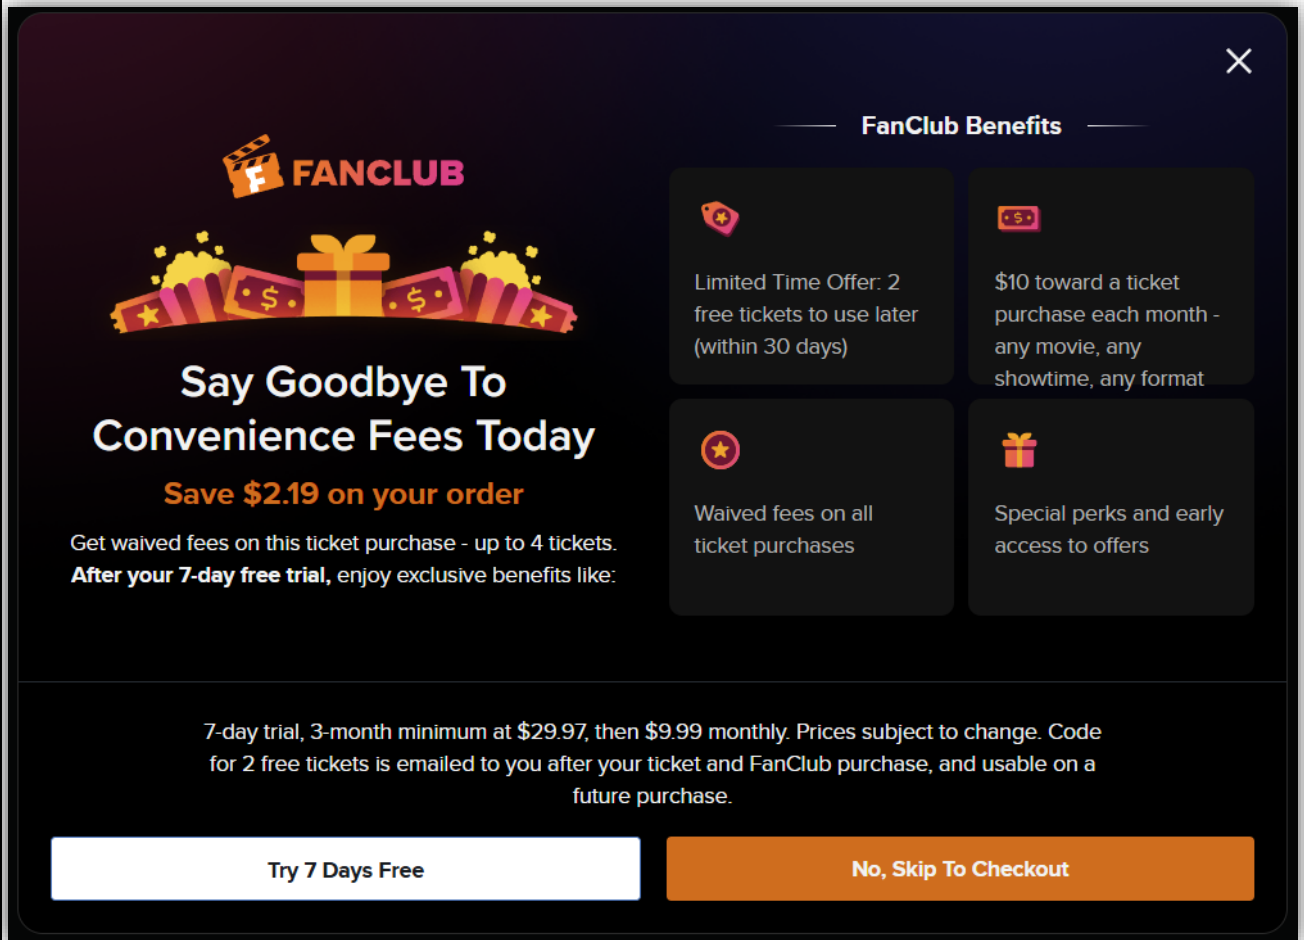 FANCLUB
Say Goodbye To
Convenience Fees Today
Save $2.19 on your order
Get waived fees on this ticket purchase - up to 4 tickets.
After your 7-day free trial, enjoy exclusive benefits like:
FanClub Benefits
Limited Time Offer: 2
free tickets to use later
(within 30 days)
$10 toward a ticket
purchase each month -
any movie, any
showtime, any format
Waived fees on all
ticket purchases
Special perks and early
access to offers
7-day trial, 3-month minimum at $29.97, then $9.99 monthly. Prices subject to change. Code
for 2 free tickets is emailed to you after your ticket and FanClub purchase, and usable on a
future purchase.
Try 7 Days Free
No, Skip To Checkout